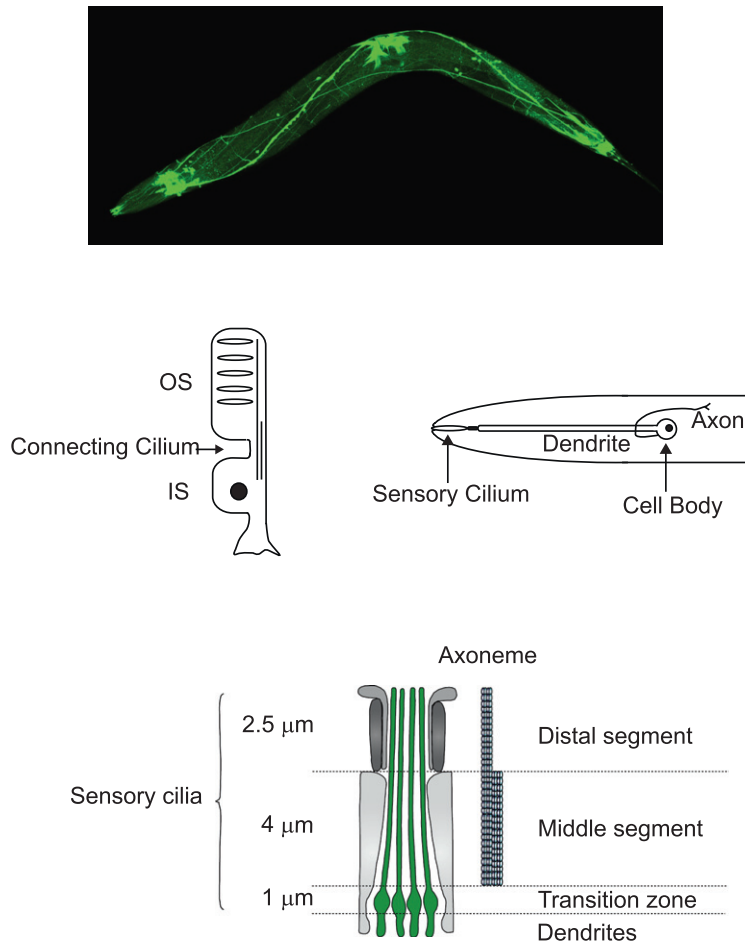 OS
Connecting Cilium
IS
Axon
Dendrite
Sensory Cilium
Cell Body
Axoneme
2.5 μm
Distal segment
Sensory cilia
4 μm
Middle segment
1 μm
Transition zone
Dendrites